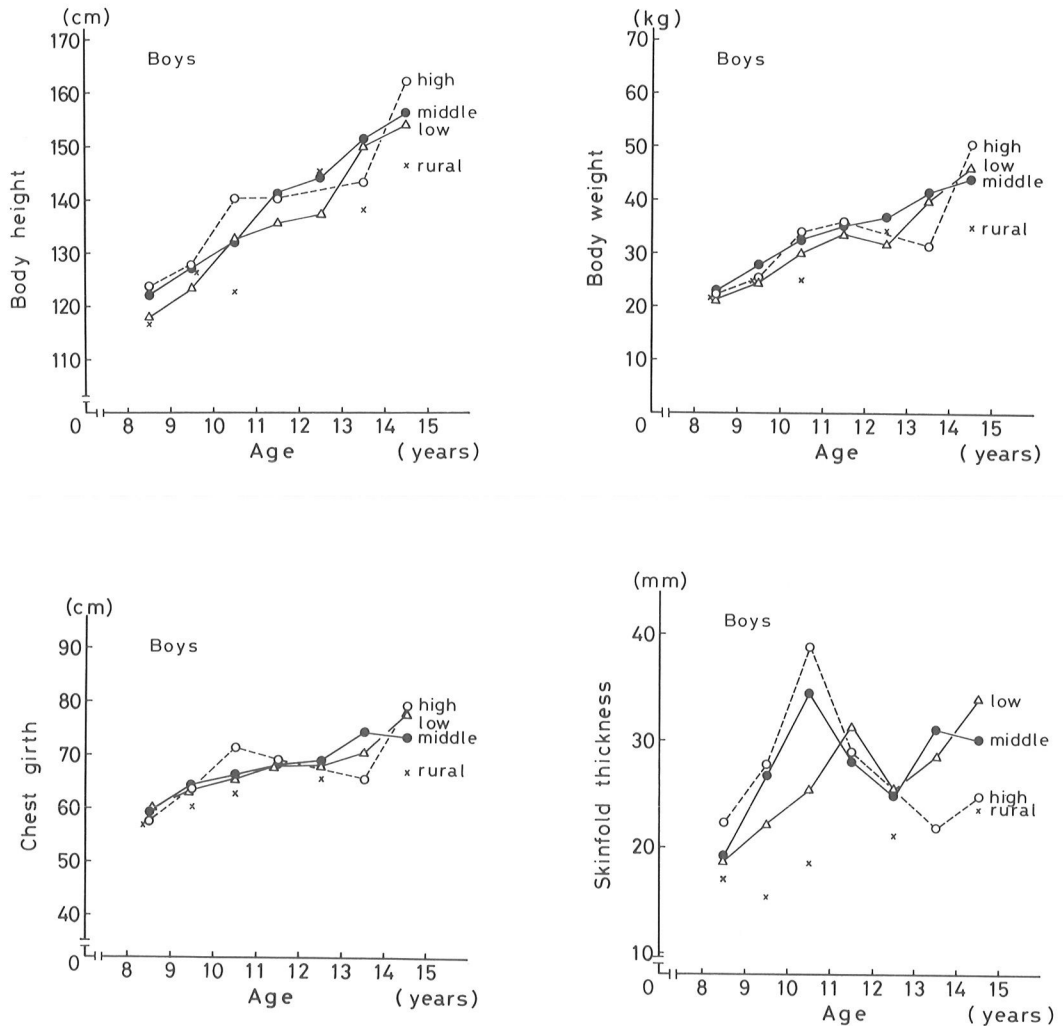 (cm)
170
160
150
140
130
120
110
0
Body height
Boys
high
middle
low
× rural
8 9 10 11 12 13 14 15
Age (years)
(kg)
70
60
50
40
30
20
10
0
Body weight
Boys
high
low
middle
× rural
8 9 10 11 12 13 14 15
Age (years)
(cm)
90
80
70
60
50
40
0
Chest girth
Boys
high
low
middle
× rural
8 9 10 11 12 13 14 15
Age (years)
(mm)
40
30
20
10
0
Skinfold thickness
Boys
low
middle
high
× rural
8 9 10 11 12 13 14 15
Age (years)